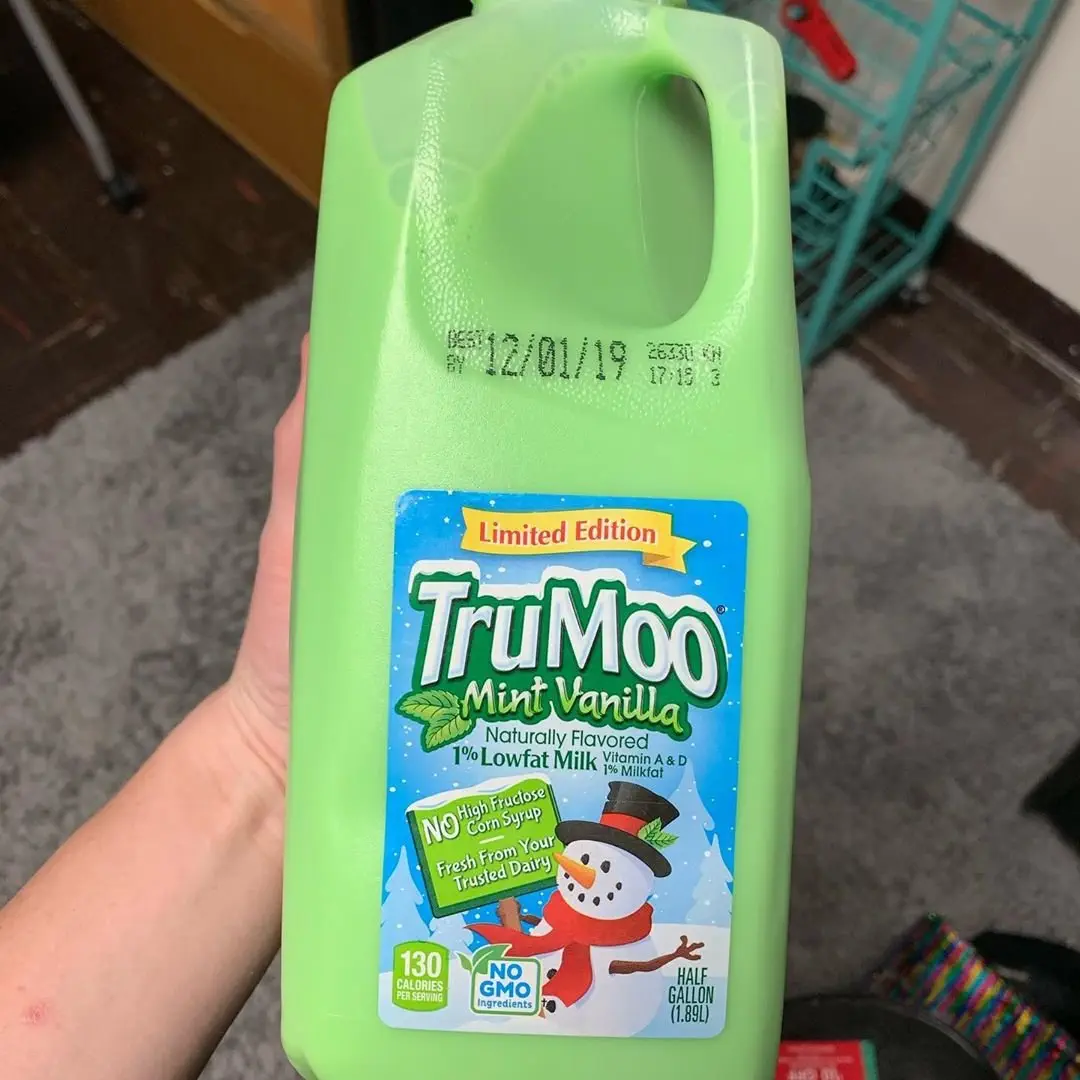 BEST BY 12/01/19 26330 KH
17:15 3
Limited Edition
TruMoo®
Mint Vanilla
Naturally Flavored
1% Lowfat Milk Vitamin A & D
1% Milkfat
NO High Fructose
Corn Syrup
Fresh From Your
Trusted Dairy
130
CALORIES
PER SERVING
NO
GMO
Ingredients
HALF
GALLON
(1.89L)